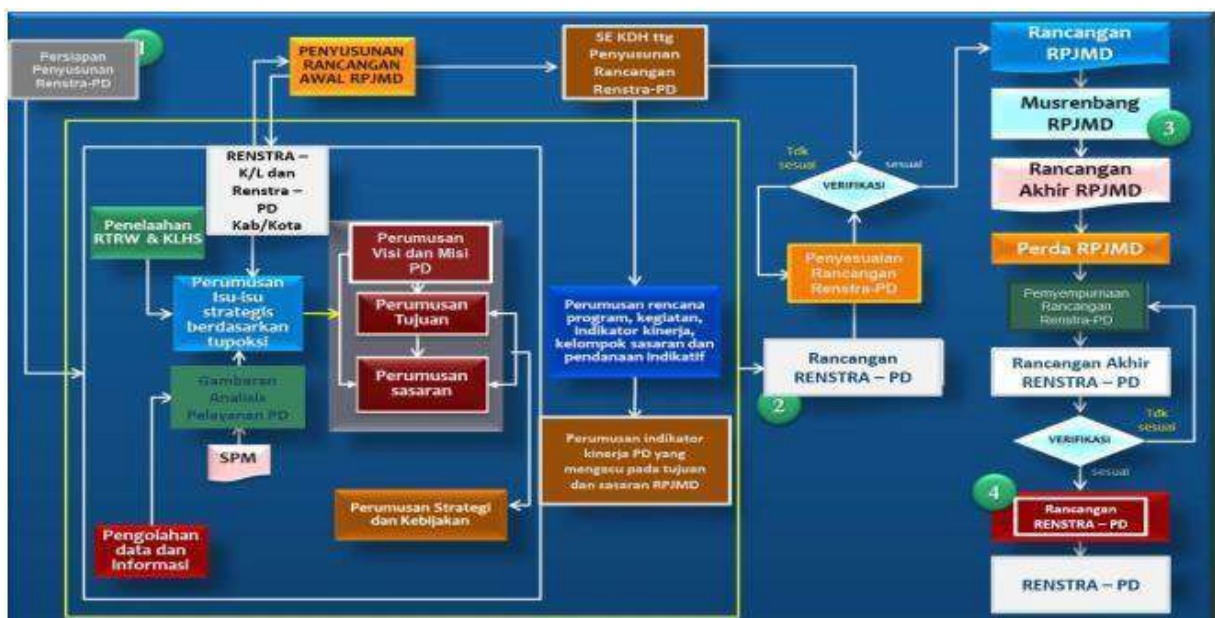 1
Persiapan
Penyusunan
Renstra-PD
PENYUSUNAN
RANCANGAN
AWAL RPJMD
SE KDH ttg
Penyusunan
Rancangan
Renstra-PD
RENSTRA –
K/L dan
Renstra –
PD
Kab/Kota
Penelaahan
RTRW & KLHS
Perumusan
Isu-isu
strategis
berdasarkan
tupoksi
Gambaran
Analisis
Pelayanan PD
SPM
Pengolahan
data dan
Informasi
Perumusan
Visi dan Misi
PD
Perumusan
Tujuan
Perumusan
sasaran
Perumusan Strategi
dan Kebijakan
Perumusan rencana
program, kegiatan,
indikator kinerja,
kelompok sasaran dan
pendanaan indikatif
Perumusan indikator
kinerja PD yang
mengacu pada tujuan
dan sasaran RPJMD
Rancangan
RENSTRA – PD
2
Penyesuaian
Rancangan
Renstra-PD
Tdk
sesuai
sesuai
VERIFIKASI
Rancangan
RPJMD
Musrenbang
RPJMD
3
Rancangan
Akhir RPJMD
Perda RPJMD
Pemyempurnaan
Rancangan
Renstra-PD
Rancangan Akhir
RENSTRA – PD
Tdk
sesuai
VERIFIKASI
sesuai
4
Rancangan
RENSTRA – PD
RENSTRA – PD